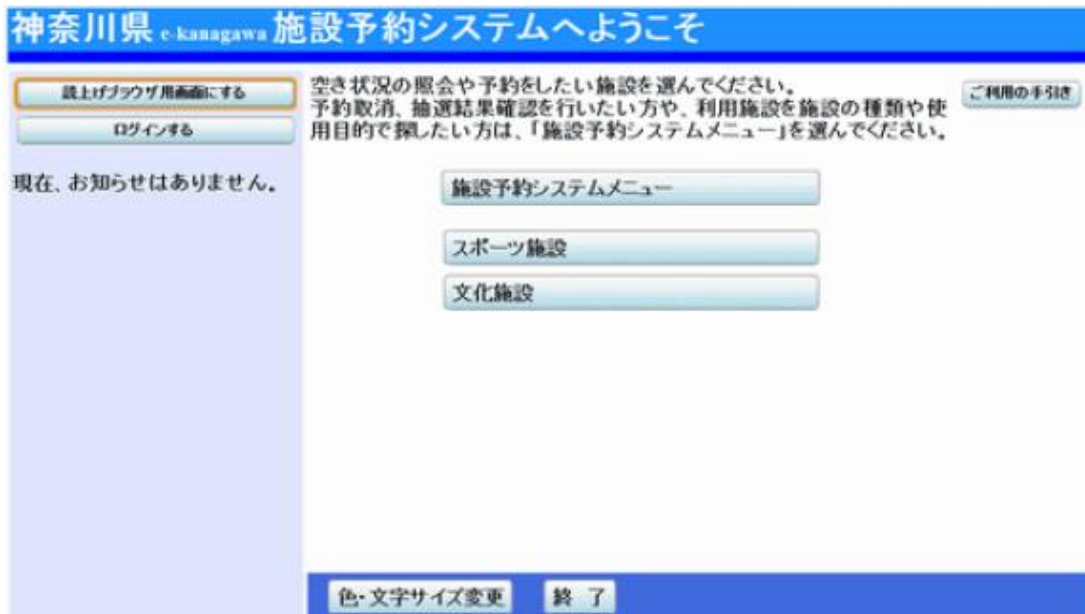 神奈川県 e-kanagawa 施設予約システムへようこそ
読上げブラウザ用画面にする
ログインする
現在、お知らせはありません。
空き状況の照会や予約をしたい施設を選んでください。
予約取消、抽選結果確認を行いたい方や、利用施設を施設の種類や使
用目的で探したい方は、「施設予約システムメニュー」を選んでください。
ご利用の手引き
施設予約システムメニュー
スポーツ施設
文化施設
色・文字サイズ変更
終 了